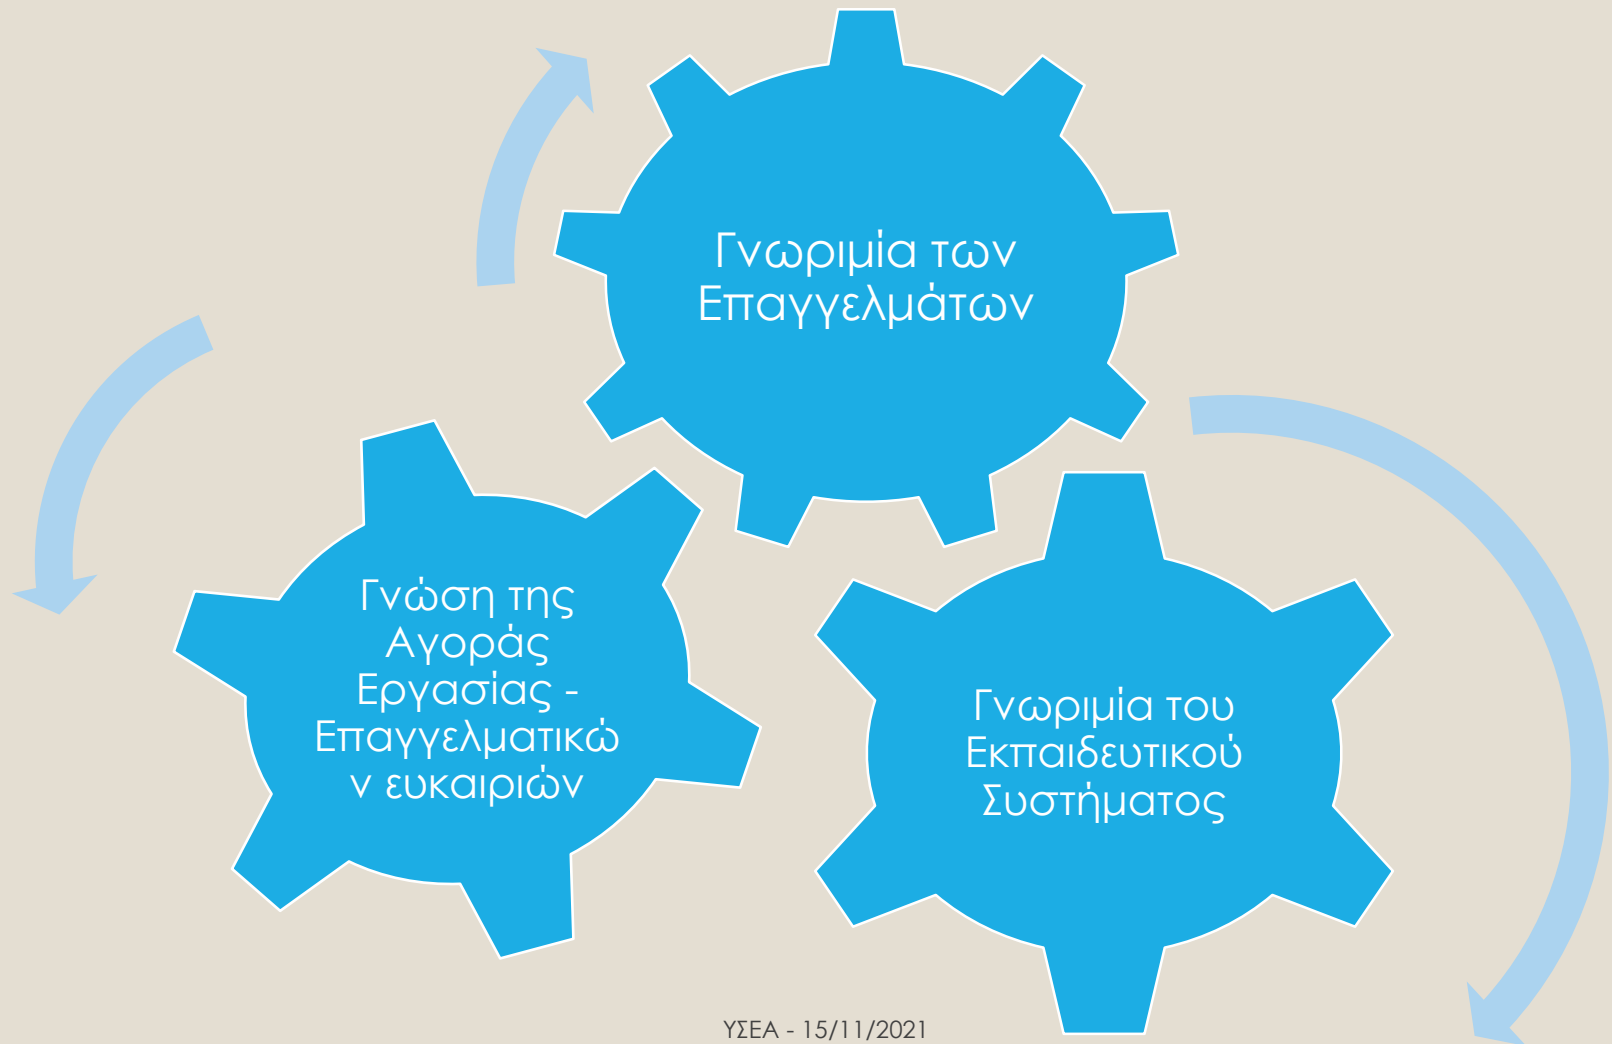 Γνωριμία των
Επαγγελμάτων
Γνώση της
Αγοράς
Εργασίας -
Επαγγελματικώ
ν ευκαιριών
Γνωριμία του
Εκπαιδευτικού
Συστήματος
ΥΣΕΑ - 15/11/2021